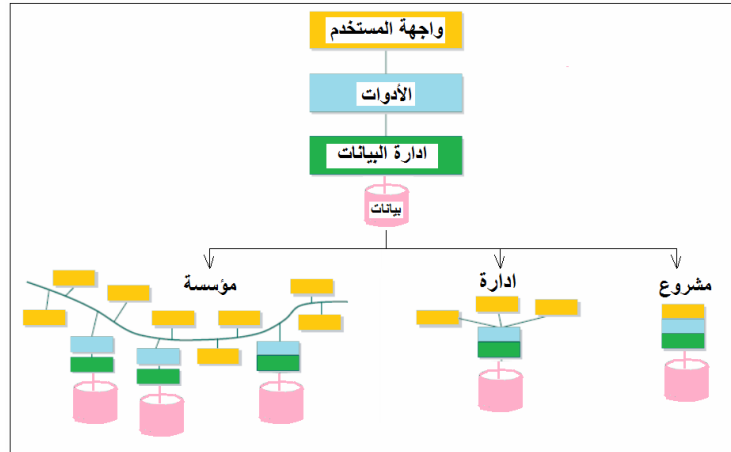 واجهة المستخدم
الأدوات
ادارة البيانات
بيانات
مشروع
ادارة
مؤسسة